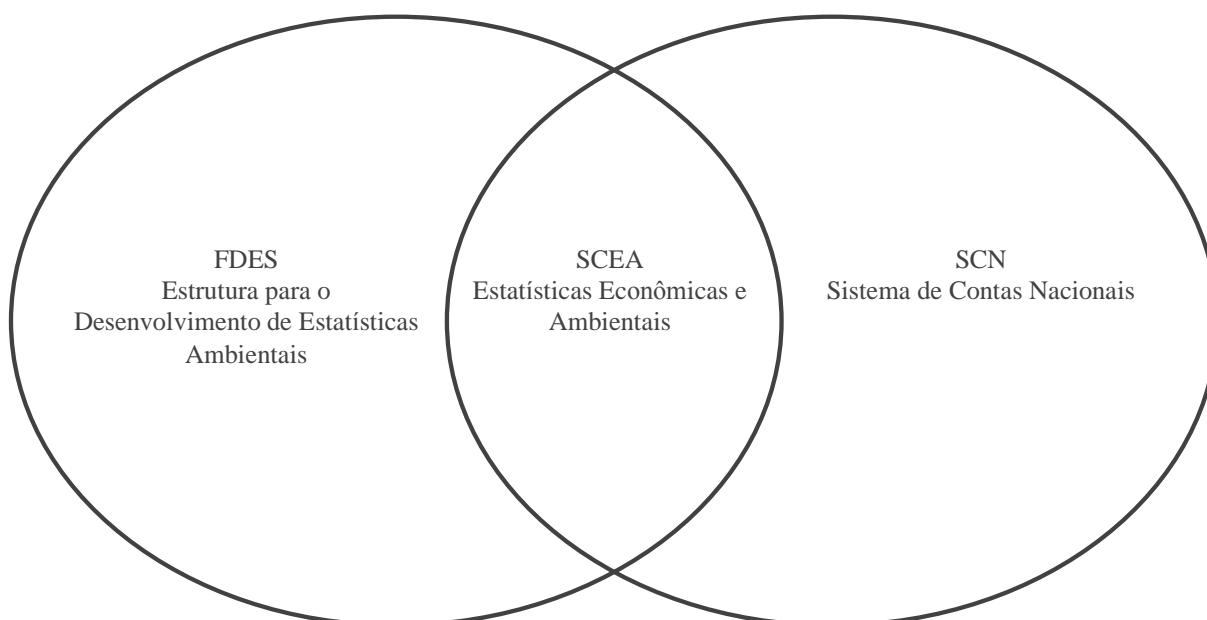 FDES
Estrutura para o
Desenvolvimento de Estatísticas
Ambientais
SCEA
Estatísticas Econômicas e
Ambientais
SCN
Sistema de Contas Nacionais